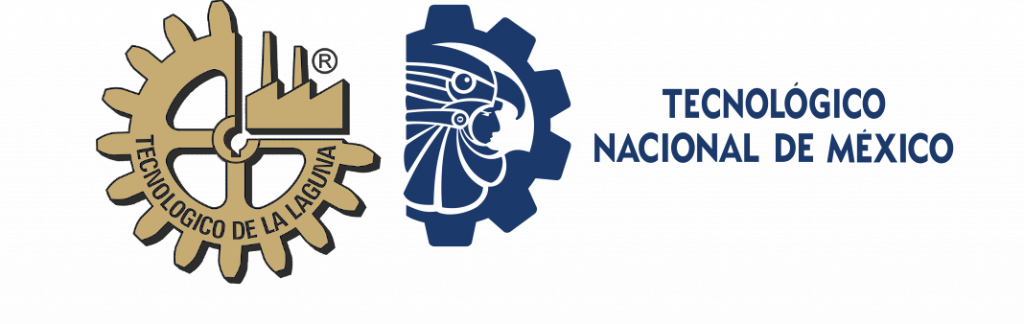 ®
TECNOLOGICO DE LA LAGUNA
TECNOLÓGICO
NACIONAL DE MÉXICO